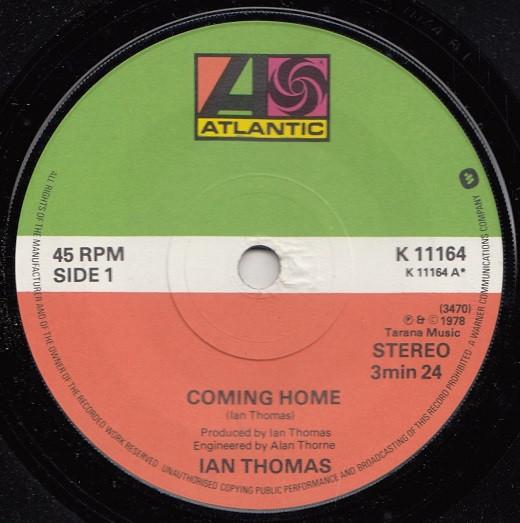 ATLANTIC
45 RPM
SIDE 1
K 11164
K 11164 A*
(3470)
℗ & © 1978
Tarana Music
STEREO
3min 24
COMING HOME
(Ian Thomas)
Produced by Ian Thomas
Engineered by Alan Thorne
IAN THOMAS
ALL RIGHTS OF THE MANUFACTURER AND OF THE OWNER OF THE RECORDED WORK RESERVED. UNAUTHORISED COPYING PUBLIC PERFORMANCE AND BROADCASTING OF THIS RECORD PROHIBITED · A WARNER COMMUNICATIONS COMPANY